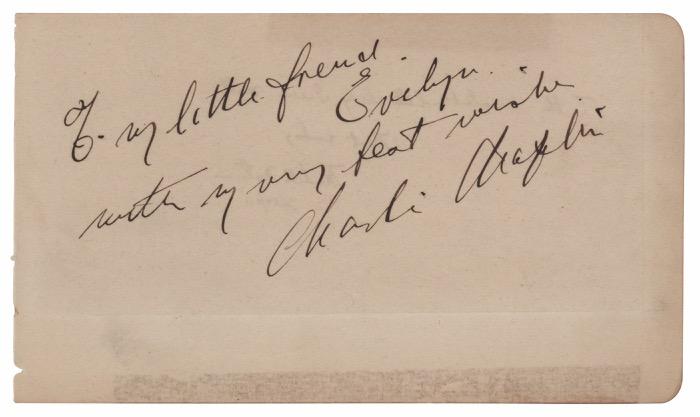 To my little friend
Evelyn.
with my very best wishes
Charlie Chaplin